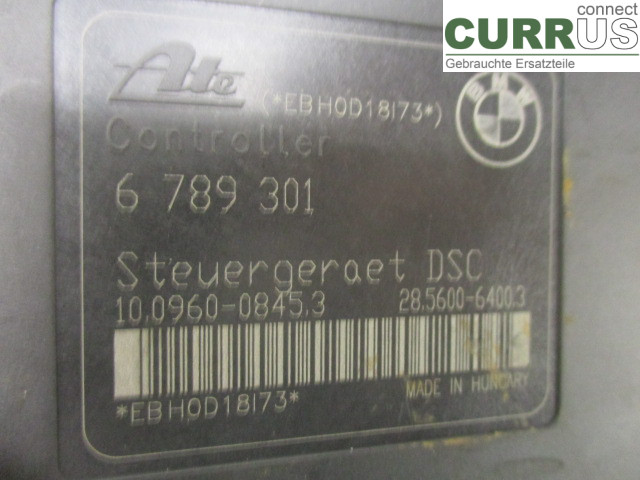 connect
CURRUS
Gebrauchte Ersatzteile
Ate
(*EBHOD18173*)
BMW
Controller
6 789 301
Steuergeraet DSC
10.0960-0845.3 28.5600-6400.3
MADE IN HUNGARY
*EBHOD18173*